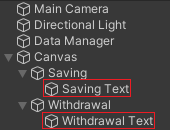 Main Camera
Directional Light
Data Manager
Canvas
Saving
Saving Text
Withdrawal
Withdrawal Text